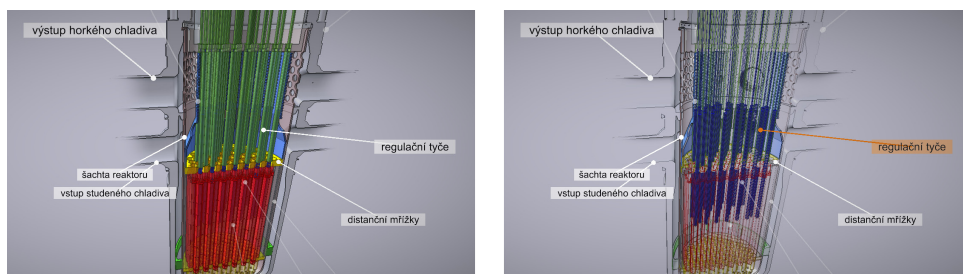 výstup horkého chladiva
regulační tyče
šachta reaktoru
vstup studeného chladiva
distanční mřížky
výstup horkého chladiva
regulační tyče
šachta reaktoru
vstup studeného chladiva
distanční mřížky